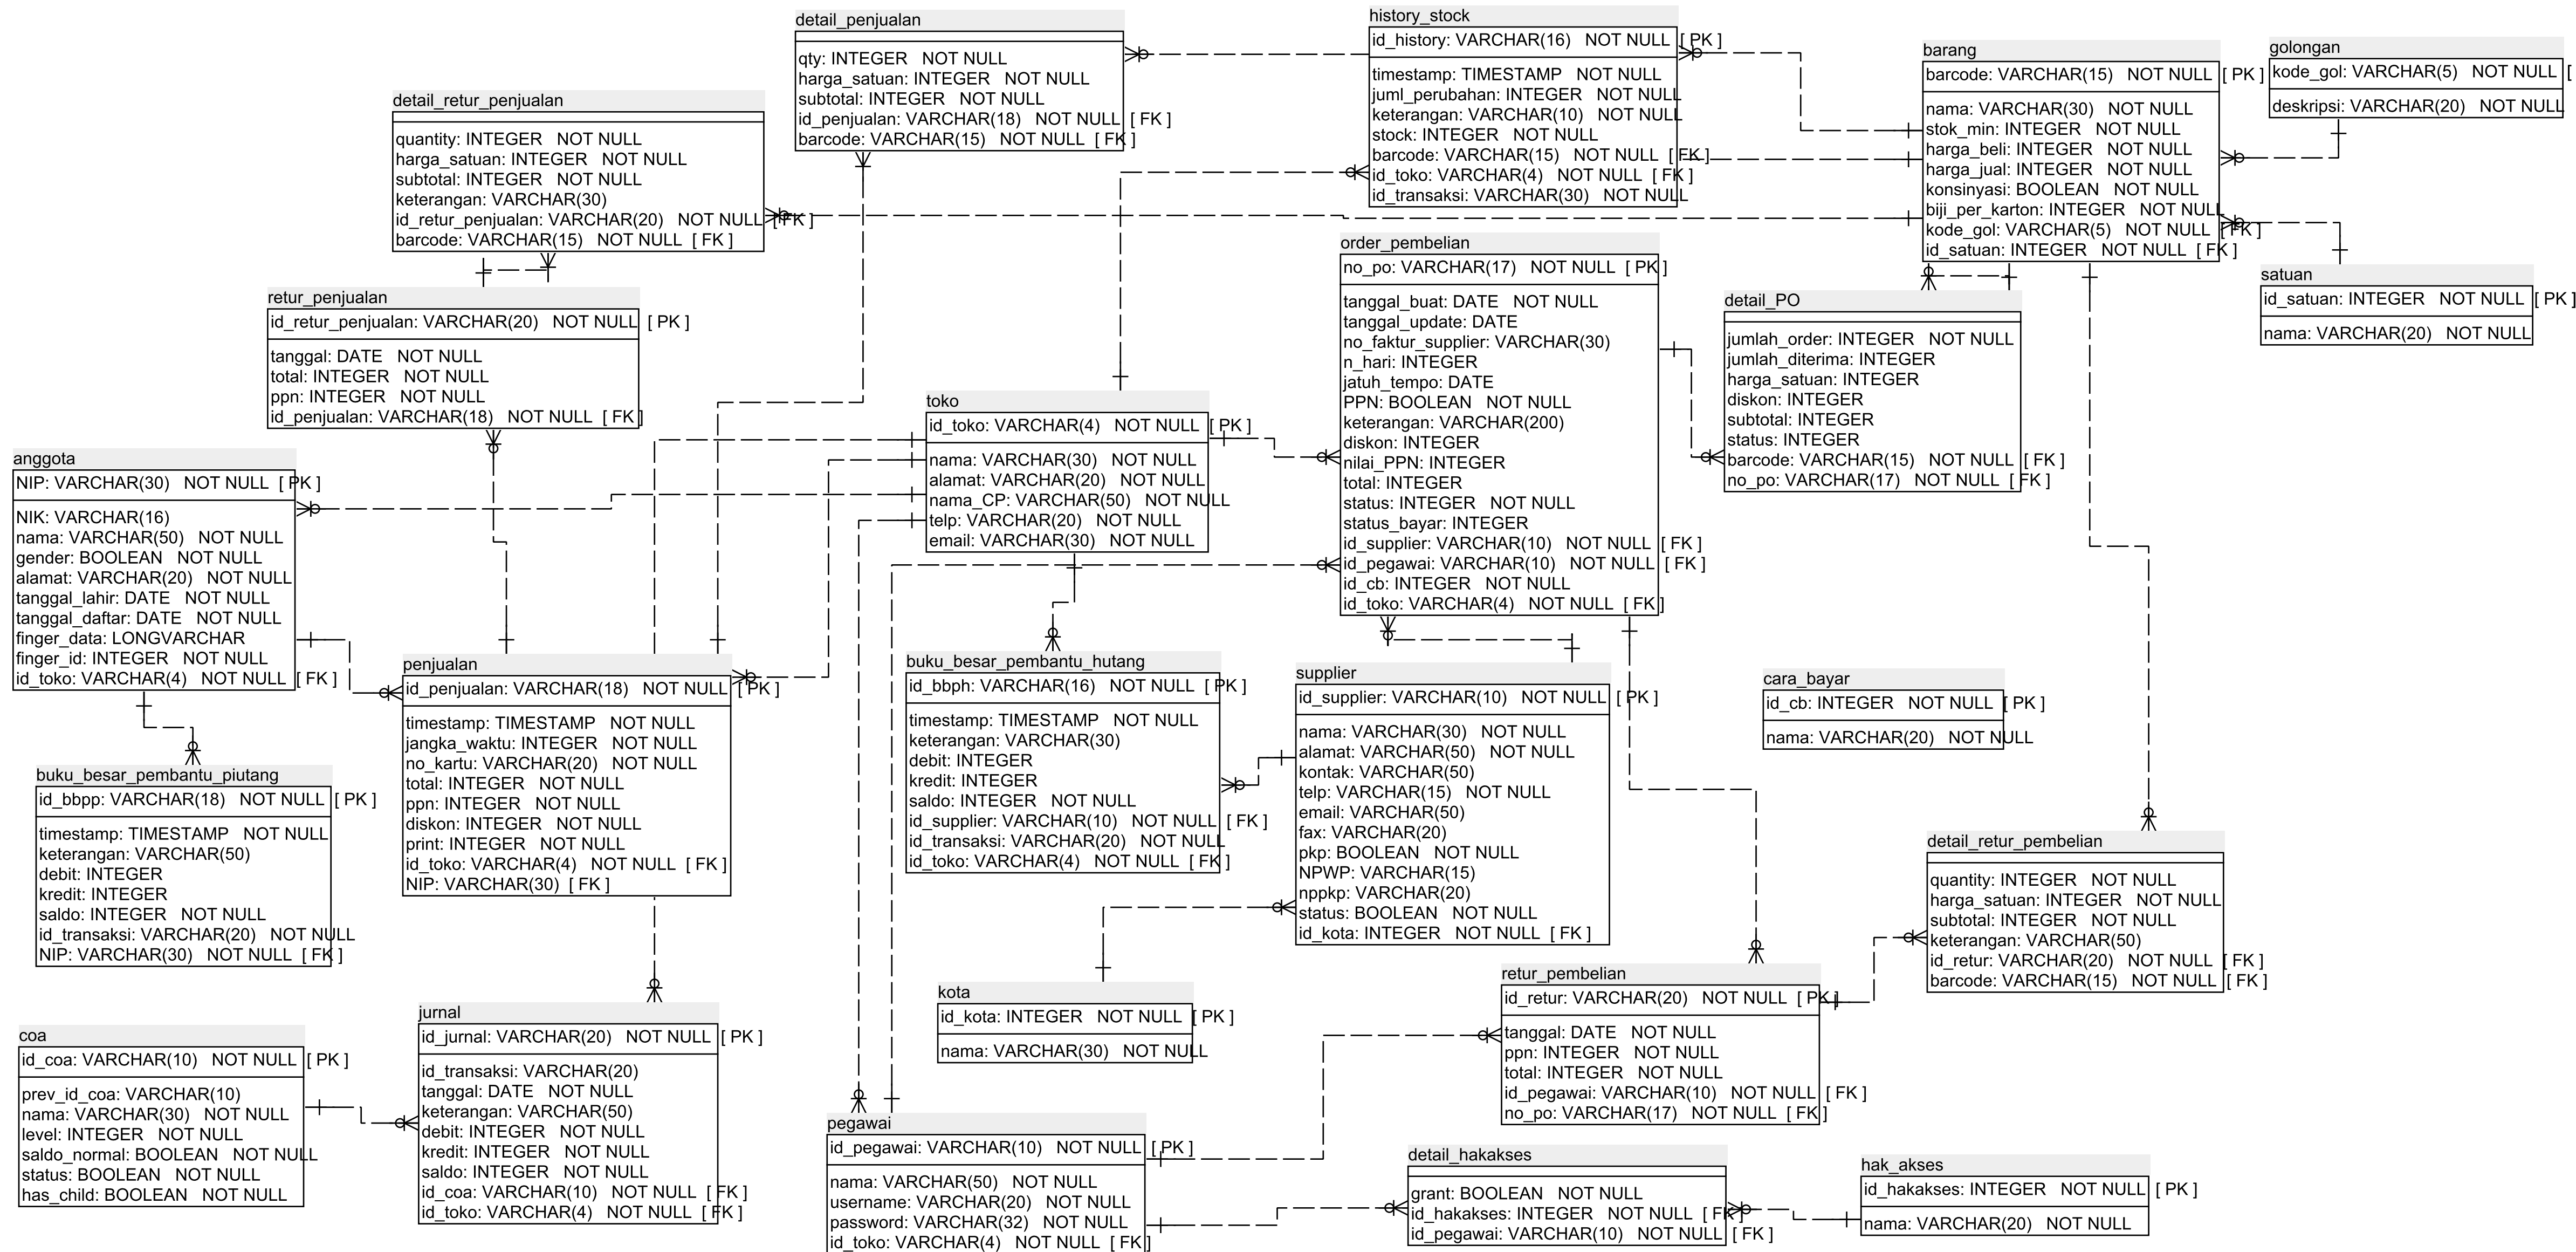 detail_penjualan
qty: INTEGER   NOT NULL
harga_satuan: INTEGER   NOT NULL
subtotal: INTEGER   NOT NULL
id_penjualan: VARCHAR(18)   NOT NULL  [ FK ]
barcode: VARCHAR(15)   NOT NULL  [ FK ]
history_stock
id_history: VARCHAR(16)   NOT NULL  [ PK ]
timestamp: TIMESTAMP   NOT NULL
juml_perubahan: INTEGER   NOT NULL
keterangan: VARCHAR(10)   NOT NULL
stock: INTEGER   NOT NULL
barcode: VARCHAR(15)   NOT NULL  [ FK ]
id_toko: VARCHAR(4)   NOT NULL  [ FK ]
id_transaksi: VARCHAR(30)   NOT NULL
barang
barcode: VARCHAR(15)   NOT NULL  [ PK ]
nama: VARCHAR(30)   NOT NULL
stok_min: INTEGER   NOT NULL
harga_beli: INTEGER   NOT NULL
harga_jual: INTEGER   NOT NULL
konsinyasi: BOOLEAN   NOT NULL
biji_per_karton: INTEGER   NOT NULL
kode_gol: VARCHAR(5)   NOT NULL  [ FK ]
id_satuan: INTEGER   NOT NULL  [ FK ]
golongan
kode_gol: VARCHAR(5)   NOT NULL  [
deskripsi: VARCHAR(20)   NOT NULL
detail_retur_penjualan
quantity: INTEGER   NOT NULL
harga_satuan: INTEGER   NOT NULL
subtotal: INTEGER   NOT NULL
keterangan: VARCHAR(30)
id_retur_penjualan: VARCHAR(20)   NOT NULL  [ FK ]
barcode: VARCHAR(15)   NOT NULL  [ FK ]
order_pembelian
no_po: VARCHAR(17)   NOT NULL  [ PK ]
tanggal_buat: DATE   NOT NULL
tanggal_update: DATE
no_faktur_supplier: VARCHAR(30)
n_hari: INTEGER
jatuh_tempo: DATE
PPN: BOOLEAN   NOT NULL
keterangan: VARCHAR(200)
diskon: INTEGER
nilai_PPN: INTEGER
total: INTEGER
status: INTEGER   NOT NULL
status_bayar: INTEGER
id_supplier: VARCHAR(10)   NOT NULL  [ FK ]
id_pegawai: VARCHAR(10)   NOT NULL  [ FK ]
id_cb: INTEGER   NOT NULL
id_toko: VARCHAR(4)   NOT NULL  [ FK ]
satuan
id_satuan: INTEGER   NOT NULL  [ PK ]
nama: VARCHAR(20)   NOT NULL
retur_penjualan
id_retur_penjualan: VARCHAR(20)   NOT NULL  [ PK ]
tanggal: DATE   NOT NULL
total: INTEGER   NOT NULL
ppn: INTEGER   NOT NULL
id_penjualan: VARCHAR(18)   NOT NULL  [ FK ]
detail_PO
jumlah_order: INTEGER   NOT NULL
jumlah_diterima: INTEGER
harga_satuan: INTEGER
diskon: INTEGER
subtotal: INTEGER
status: INTEGER
barcode: VARCHAR(15)   NOT NULL  [ FK ]
no_po: VARCHAR(17)   NOT NULL  [ FK ]
toko
id_toko: VARCHAR(4)   NOT NULL  [ PK ]
nama: VARCHAR(30)   NOT NULL
alamat: VARCHAR(20)   NOT NULL
nama_CP: VARCHAR(50)   NOT NULL
telp: VARCHAR(20)   NOT NULL
email: VARCHAR(30)   NOT NULL
anggota
NIP: VARCHAR(30)   NOT NULL  [ PK ]
NIK: VARCHAR(16)
nama: VARCHAR(50)   NOT NULL
gender: BOOLEAN   NOT NULL
alamat: VARCHAR(20)   NOT NULL
tanggal_lahir: DATE   NOT NULL
tanggal_daftar: DATE   NOT NULL
finger_data: LONGVARCHAR
finger_id: INTEGER   NOT NULL
id_toko: VARCHAR(4)   NOT NULL  [ FK ]
penjualan
id_penjualan: VARCHAR(18)   NOT NULL  [ PK ]
timestamp: TIMESTAMP   NOT NULL
jangka_waktu: INTEGER   NOT NULL
no_kartu: VARCHAR(20)   NOT NULL
total: INTEGER   NOT NULL
ppn: INTEGER   NOT NULL
diskon: INTEGER   NOT NULL
print: INTEGER   NOT NULL
id_toko: VARCHAR(4)   NOT NULL  [ FK ]
NIP: VARCHAR(30)  [ FK ]
buku_besar_pembantu_hutang
id_bbph: VARCHAR(16)   NOT NULL  [ PK ]
timestamp: TIMESTAMP   NOT NULL
keterangan: VARCHAR(30)
debit: INTEGER
kredit: INTEGER
saldo: INTEGER   NOT NULL
id_supplier: VARCHAR(10)   NOT NULL  [ FK ]
id_transaksi: VARCHAR(20)   NOT NULL
id_toko: VARCHAR(4)   NOT NULL  [ FK ]
supplier
id_supplier: VARCHAR(10)   NOT NULL  [ PK ]
nama: VARCHAR(30)   NOT NULL
alamat: VARCHAR(50)   NOT NULL
kontak: VARCHAR(50)
telp: VARCHAR(15)   NOT NULL
email: VARCHAR(50)
fax: VARCHAR(20)
pkp: BOOLEAN   NOT NULL
NPWP: VARCHAR(15)
nppkp: VARCHAR(20)
status: BOOLEAN   NOT NULL
id_kota: INTEGER   NOT NULL  [ FK ]
cara_bayar
id_cb: INTEGER   NOT NULL  [ PK ]
nama: VARCHAR(20)   NOT NULL
buku_besar_pembantu_piutang
id_bbpp: VARCHAR(18)   NOT NULL  [ PK ]
timestamp: TIMESTAMP   NOT NULL
keterangan: VARCHAR(50)
debit: INTEGER
kredit: INTEGER
saldo: INTEGER   NOT NULL
id_transaksi: VARCHAR(20)   NOT NULL
NIP: VARCHAR(30)   NOT NULL  [ FK ]
detail_retur_pembelian
quantity: INTEGER   NOT NULL
harga_satuan: INTEGER   NOT NULL
subtotal: INTEGER   NOT NULL
keterangan: VARCHAR(50)
id_retur: VARCHAR(20)   NOT NULL  [ FK ]
barcode: VARCHAR(15)   NOT NULL  [ FK ]
retur_pembelian
id_retur: VARCHAR(20)   NOT NULL  [ PK ]
tanggal: DATE   NOT NULL
ppn: INTEGER   NOT NULL
total: INTEGER   NOT NULL
id_pegawai: VARCHAR(10)   NOT NULL  [ FK ]
no_po: VARCHAR(17)   NOT NULL  [ FK ]
kota
id_kota: INTEGER   NOT NULL  [ PK ]
nama: VARCHAR(30)   NOT NULL
jurnal
id_jurnal: VARCHAR(20)   NOT NULL  [ PK ]
id_transaksi: VARCHAR(20)
tanggal: DATE   NOT NULL
keterangan: VARCHAR(50)
debit: INTEGER   NOT NULL
kredit: INTEGER   NOT NULL
saldo: INTEGER   NOT NULL
id_coa: VARCHAR(10)   NOT NULL  [ FK ]
id_toko: VARCHAR(4)   NOT NULL  [ FK ]
coa
id_coa: VARCHAR(10)   NOT NULL  [ PK ]
prev_id_coa: VARCHAR(10)
nama: VARCHAR(30)   NOT NULL
level: INTEGER   NOT NULL
saldo_normal: BOOLEAN   NOT NULL
status: BOOLEAN   NOT NULL
has_child: BOOLEAN   NOT NULL
pegawai
id_pegawai: VARCHAR(10)   NOT NULL  [ PK ]
nama: VARCHAR(50)   NOT NULL
username: VARCHAR(20)   NOT NULL
password: VARCHAR(32)   NOT NULL
id_toko: VARCHAR(4)   NOT NULL  [ FK ]
detail_hakakses
grant: BOOLEAN   NOT NULL
id_hakakses: INTEGER   NOT NULL  [ FK ]
id_pegawai: VARCHAR(10)   NOT NULL  [ FK ]
hak_akses
id_hakakses: INTEGER   NOT NULL  [ PK ]
nama: VARCHAR(20)   NOT NULL